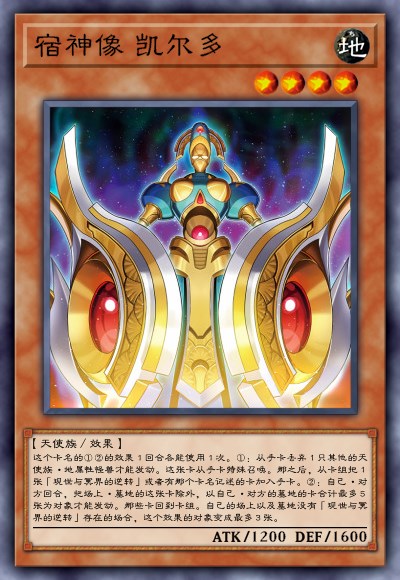 宿神像 凯尔多
地
【天使族／效果】
这个卡名的①②的效果1回合各能使用1次。①：从手卡丢弃1只其他的天
使族·地属性怪兽才能发动。这张卡从手卡特殊召唤。那之后，从卡组把1
张「现世与冥界的逆转」或者有那个卡名记述的卡加入手卡。②：自己·对
方回合，把场上·墓地的这张卡除外，以自己·对方的墓地的卡合计最多5
张为对象才能发动。那些卡回到卡组。自己的场上以及墓地没有「现世与冥
界的逆转」存在的场合，这个效果的对象变成最多3张。
ATK/1200 DEF/1600